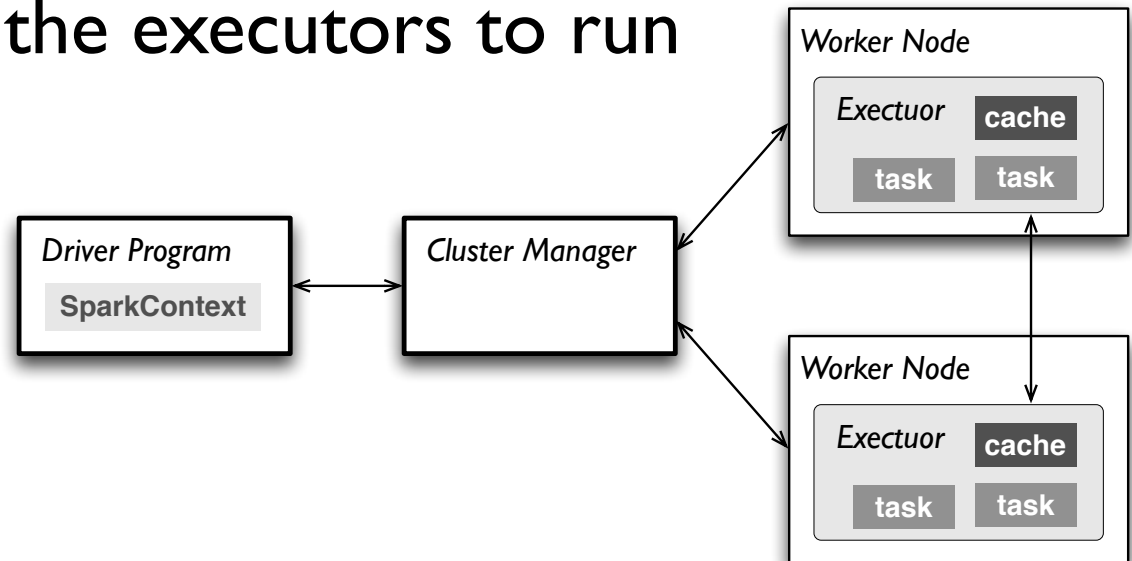 the executors to run
Worker Node
Exectuor
cache
task
task
Driver Program
SparkContext
Cluster Manager
Worker Node
Exectuor
cache
task
task